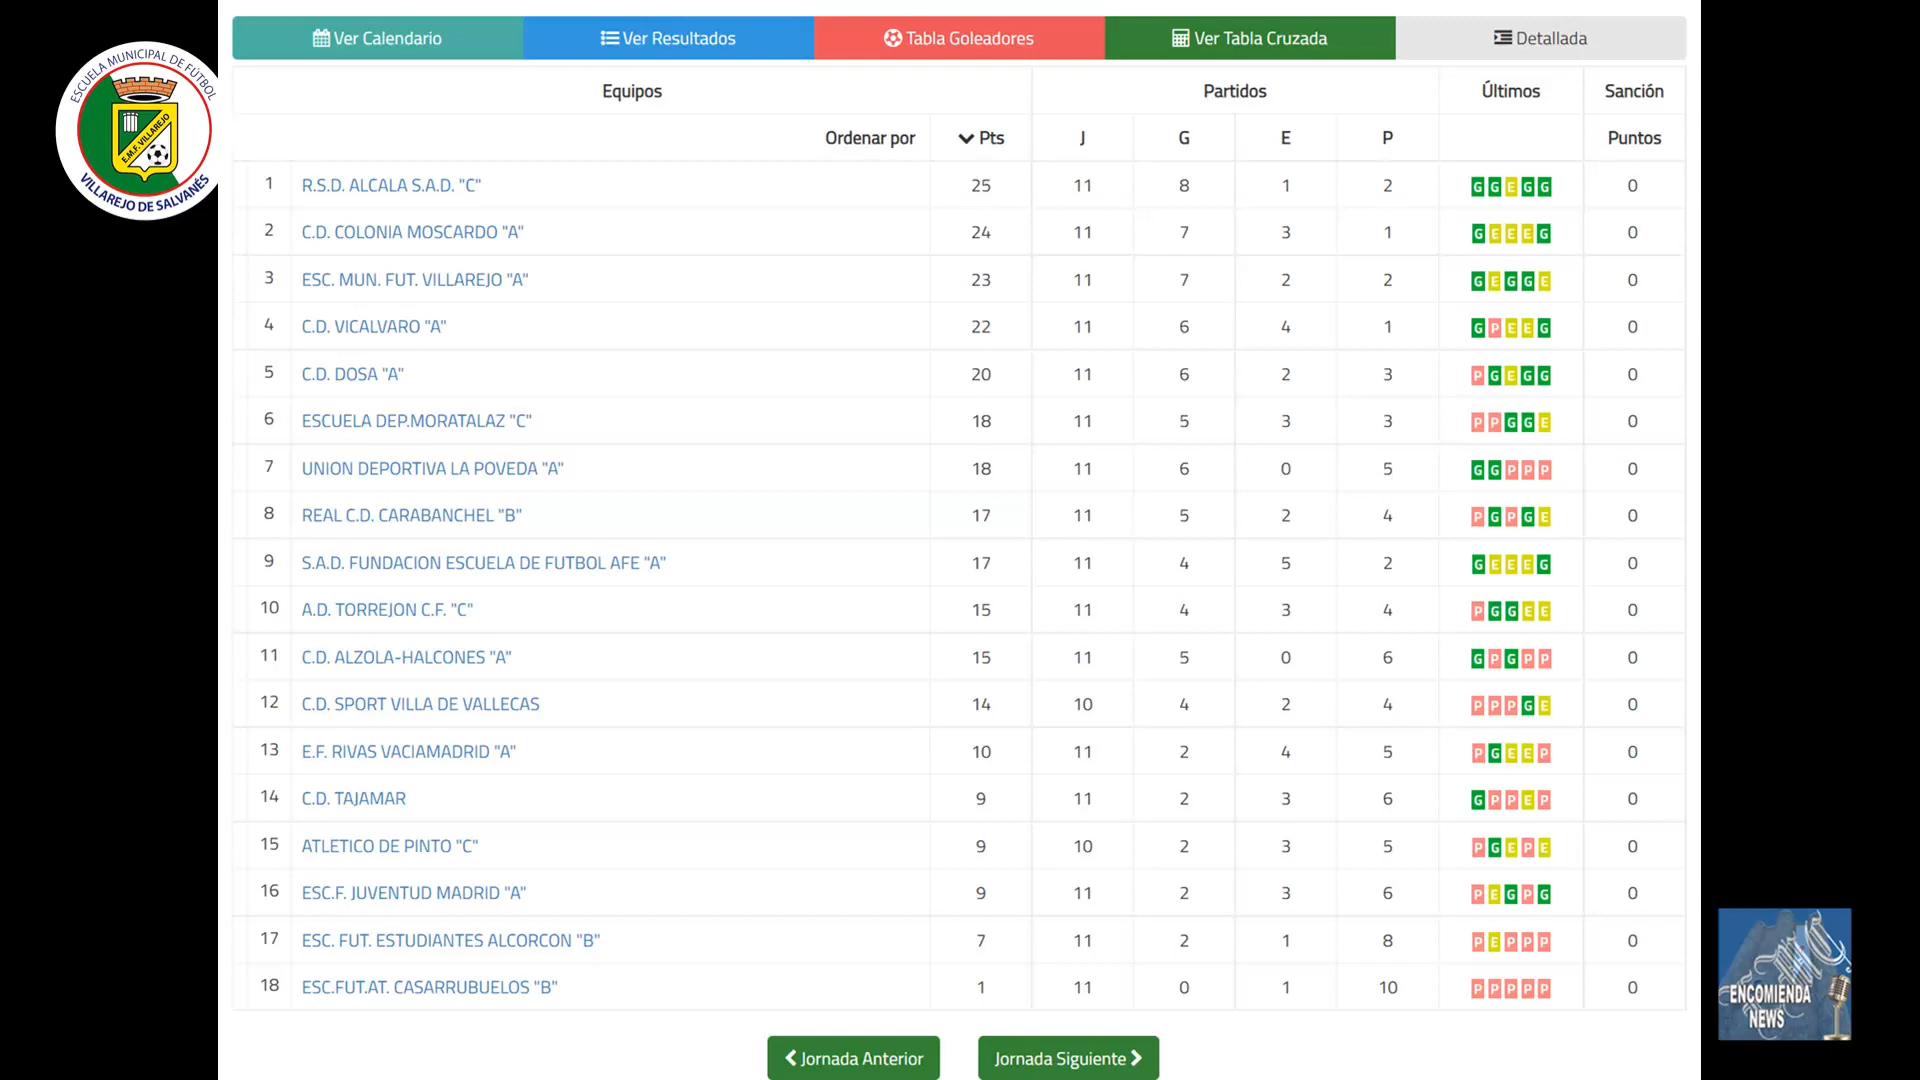 ESCUELA MUNICIPAL DE FÚTBOL
E.M.F. VILLAREJO
VILLAREJO DE SALVANÉS
Ver Calendario Ver Resultados Tabla Goleadores Ver Tabla Cruzada Detallada
Equipos Partidos Últimos Sanción
Ordenar por Pts J G E P Puntos
1 R.S.D. ALCALA S.A.D. "C" 25 11 8 1 2 G G E G G 0
2 C.D. COLONIA MOSCARDO "A" 24 11 7 3 1 G E E E G 0
3 ESC. MUN. FUT. VILLAREJO "A" 23 11 7 2 2 G E G G E 0
4 C.D. VICALVARO "A" 22 11 6 4 1 G P E E G 0
5 C.D. DOSA "A" 20 11 6 2 3 P G E G G 0
6 ESCUELA DEP.MORATALAZ "C" 18 11 5 3 3 P P G G E 0
7 UNION DEPORTIVA LA POVEDA "A" 18 11 6 0 5 G G P P P 0
8 REAL C.D. CARABANCHEL "B" 17 11 5 2 4 P G P G E 0
9 S.A.D. FUNDACION ESCUELA DE FUTBOL AFE "A" 17 11 4 5 2 G E E E G 0
10 A.D. TORREJON C.F. "C" 15 11 4 3 4 P G G E E 0
11 C.D. ALZOLA-HALCONES "A" 15 11 5 0 6 G P G P P 0
12 C.D. SPORT VILLA DE VALLECAS 14 10 4 2 4 P P P G E 0
13 E.F. RIVAS VACIAMADRID "A" 10 11 2 4 5 P G E E P 0
14 C.D. TAJAMAR 9 11 2 3 6 G P P E P 0
15 ATLETICO DE PINTO "C" 9 10 2 3 5 P G E P E 0
16 ESC.F. JUVENTUD MADRID "A" 9 11 2 3 6 P E G P G 0
17 ESC. FUT. ESTUDIANTES ALCORCON "B" 7 11 2 1 8 P E P P P 0
18 ESC.FUT.AT. CASARRUBUELOS "B" 1 11 0 1 10 P P P P P 0
Jornada Anterior Jornada Siguiente
ENCOMIENDA
NEWS